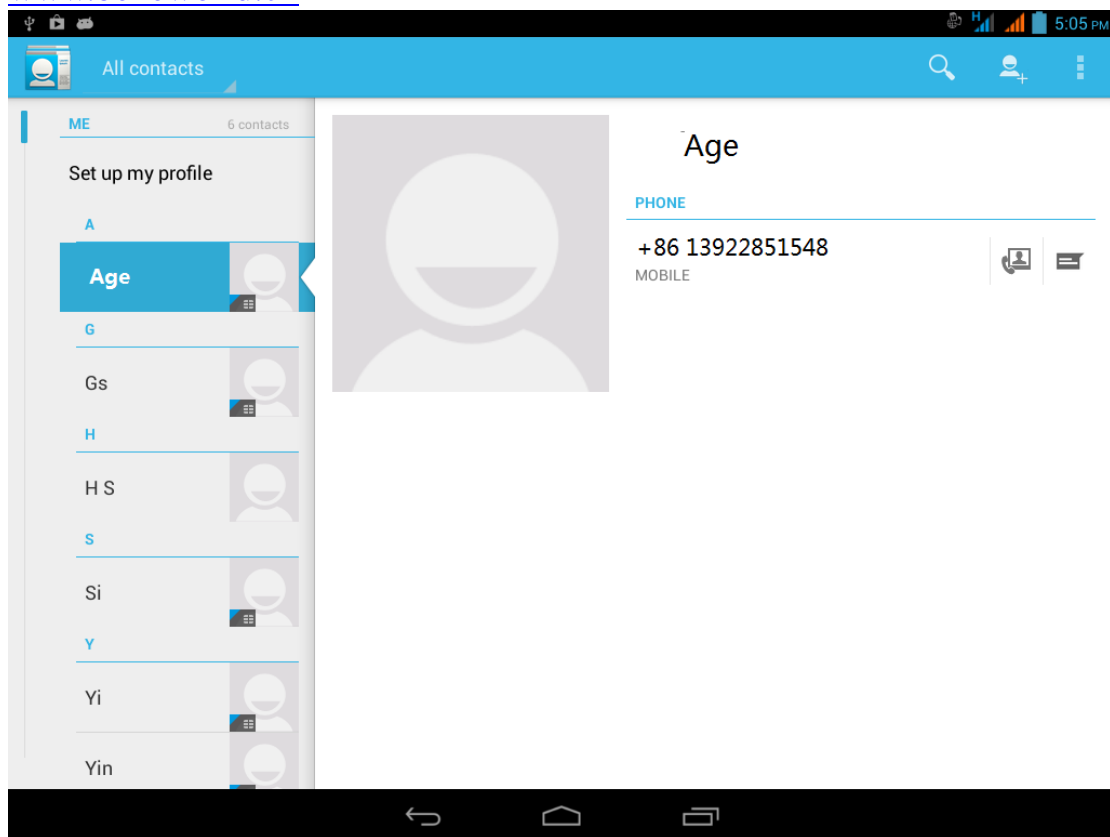 H
5:05 PM
All contacts
ME 6 contacts
Set up my profile
A
Age
G
Gs
H
H S
S
Si
Y
Yi
Yin
Age
PHONE
+86 13922851548
MOBILE